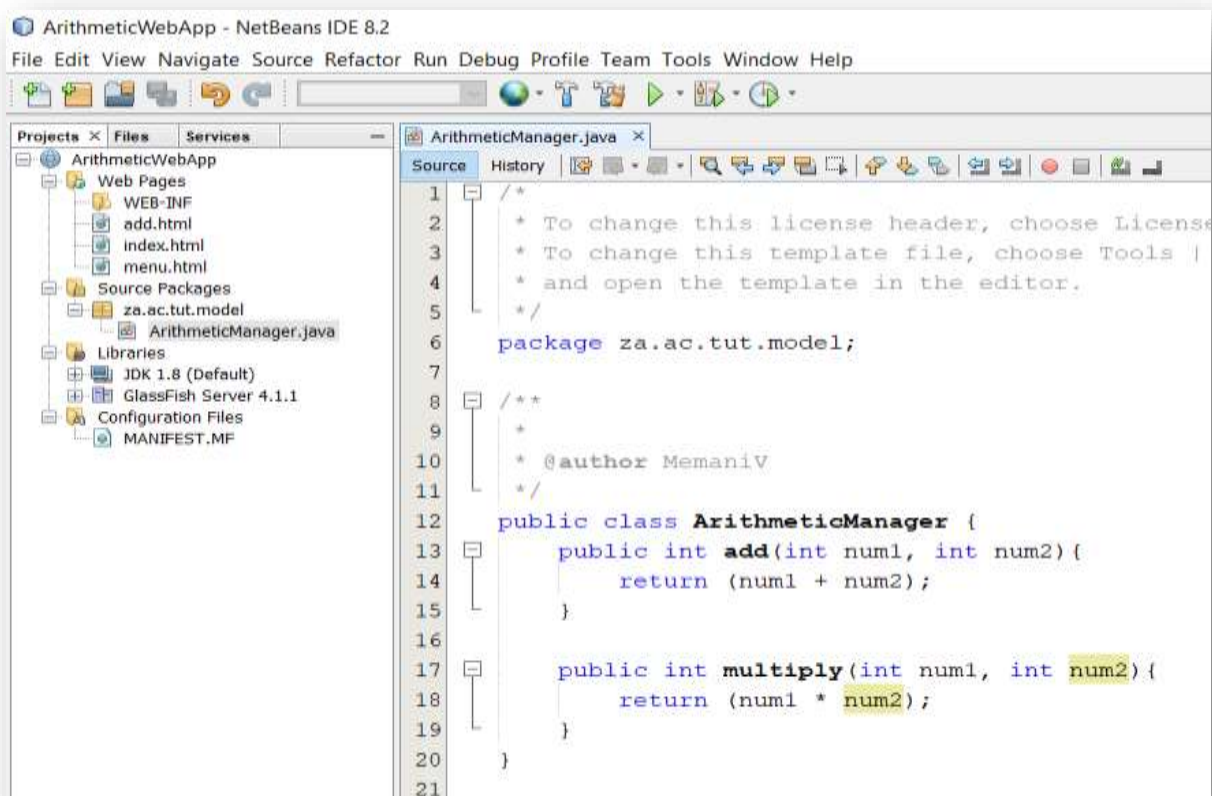 ArithmeticWebApp - NetBeans IDE 8.2
File Edit View Navigate Source Refactor Run Debug Profile Team Tools Window Help
Projects Files Services
ArithmeticWebApp
Web Pages
WEB-INF
add.html
index.html
menu.html
Source Packages
za.ac.tut.model
ArithmeticManager.java
Libraries
JDK 1.8 (Default)
GlassFish Server 4.1.1
Configuration Files
MANIFEST.MF
ArithmeticManager.java
Source History
1 /*
2 * To change this license header, choose License
3 * To change this template file, choose Tools |
4 * and open the template in the editor.
5 */
6 package za.ac.tut.model;
7
8 /**
9 *
10 * @author MemaniV
11 */
12 public class ArithmeticManager {
13 public int add(int num1, int num2){
14 return (num1 + num2);
15 }
16
17 public int multiply(int num1, int num2){
18 return (num1 * num2);
19 }
20 }
21